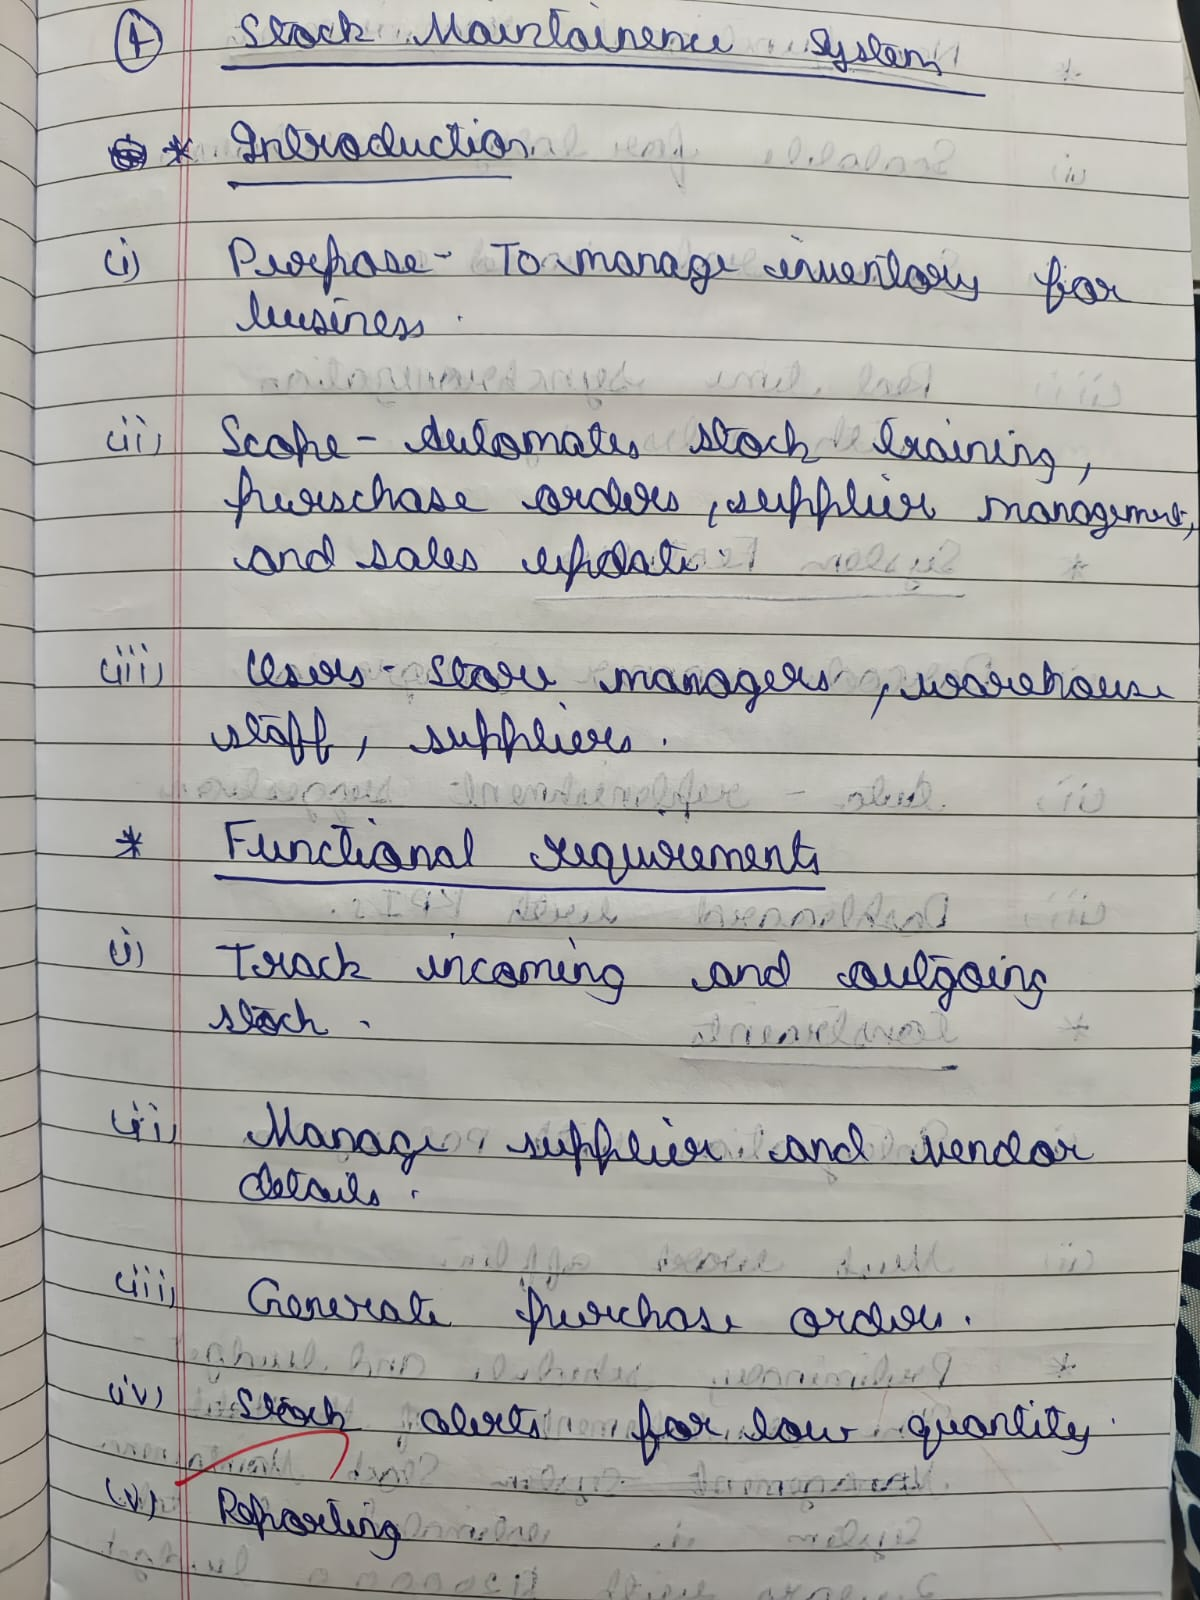 4 Stock Maintainence System
* Introduction
(i) Purpose - To manage inventory for
business.
(ii) Scope - Automates stock training,
purschase orders, supplier management,
and sales update.
(iii) Users - Store managers, warehouse
staff, suppliers.
* Functional requirements
(i) Track incoming and outgoing
stock.
(ii) Manage supplier and vendor
details.
(iii) Generate purchase order.
(iv) Stock alerts for low quantity.
(v) Reporting